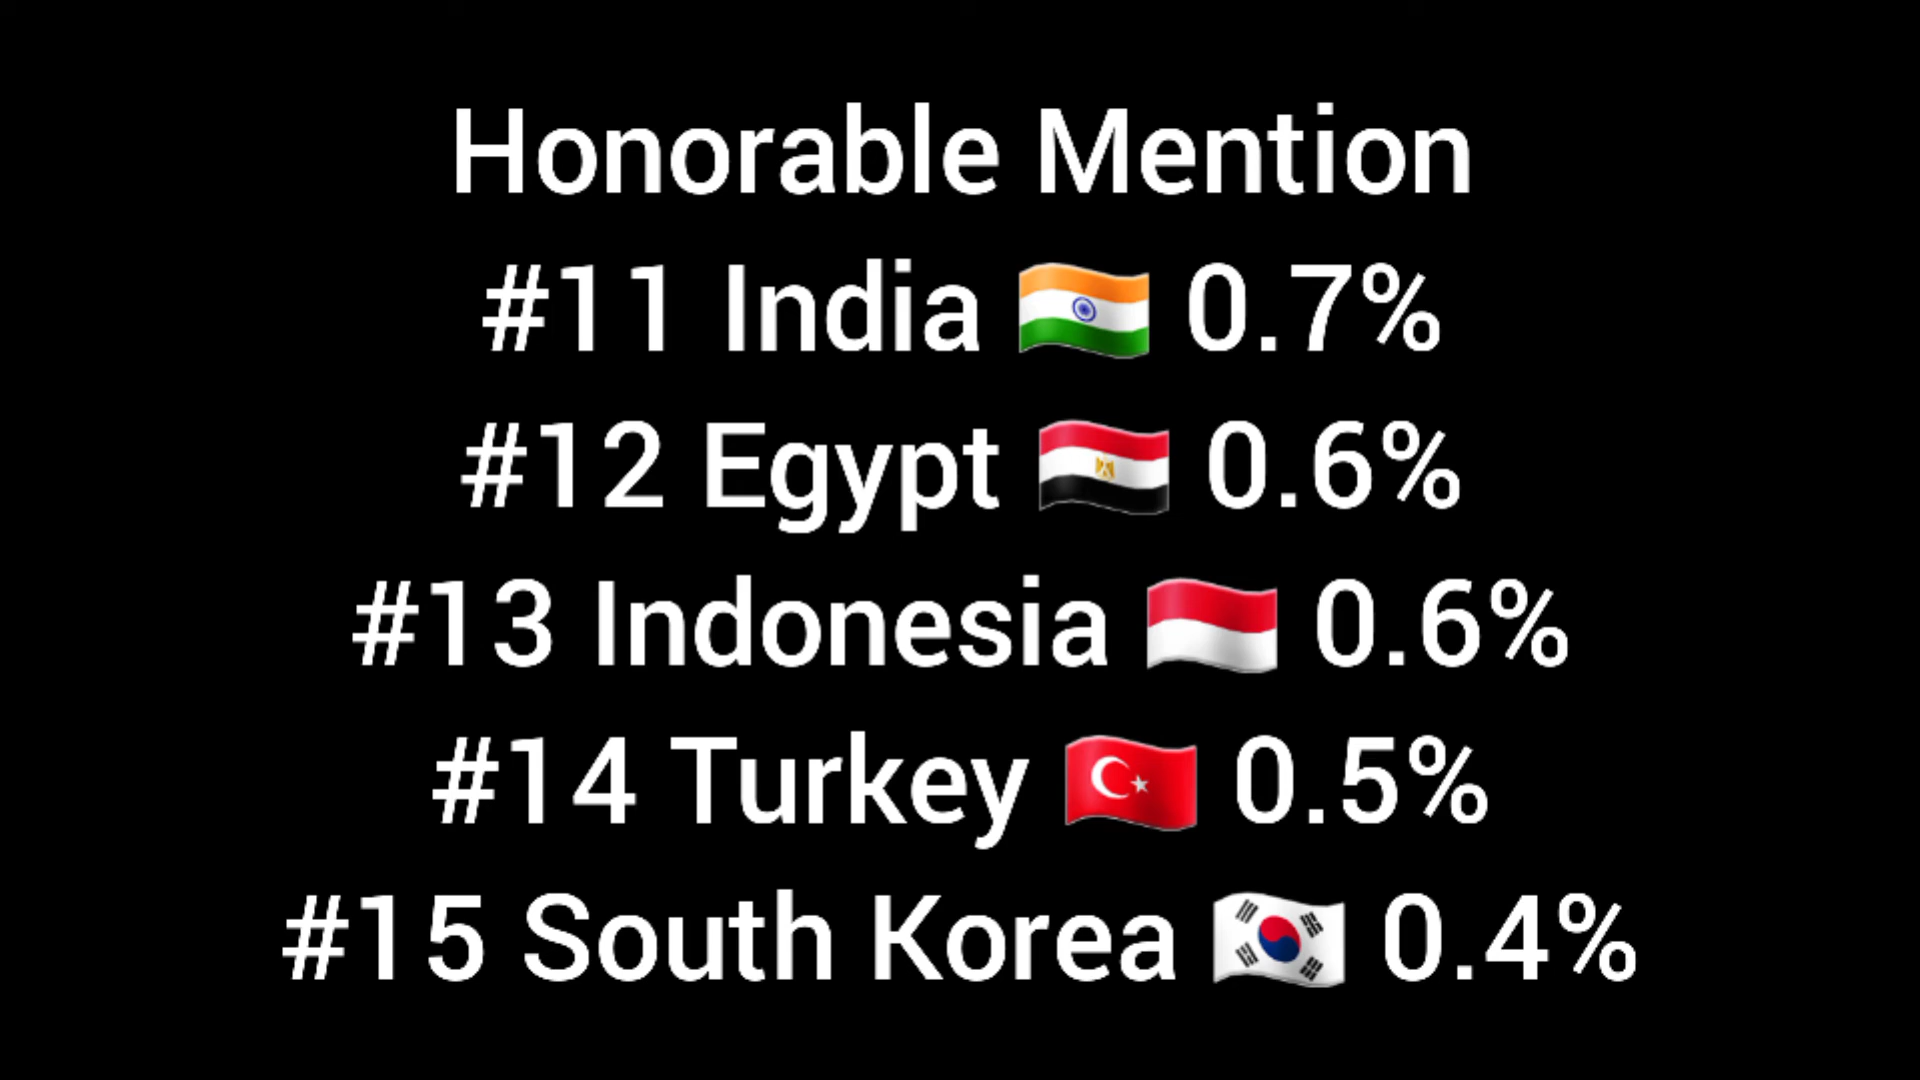 Honorable Mention
#11 India 🇮🇳 0.7%
#12 Egypt 🇪🇬 0.6%
#13 Indonesia 🇮🇩 0.6%
#14 Turkey 🇹🇷 0.5%
#15 South Korea 🇰🇷 0.4%